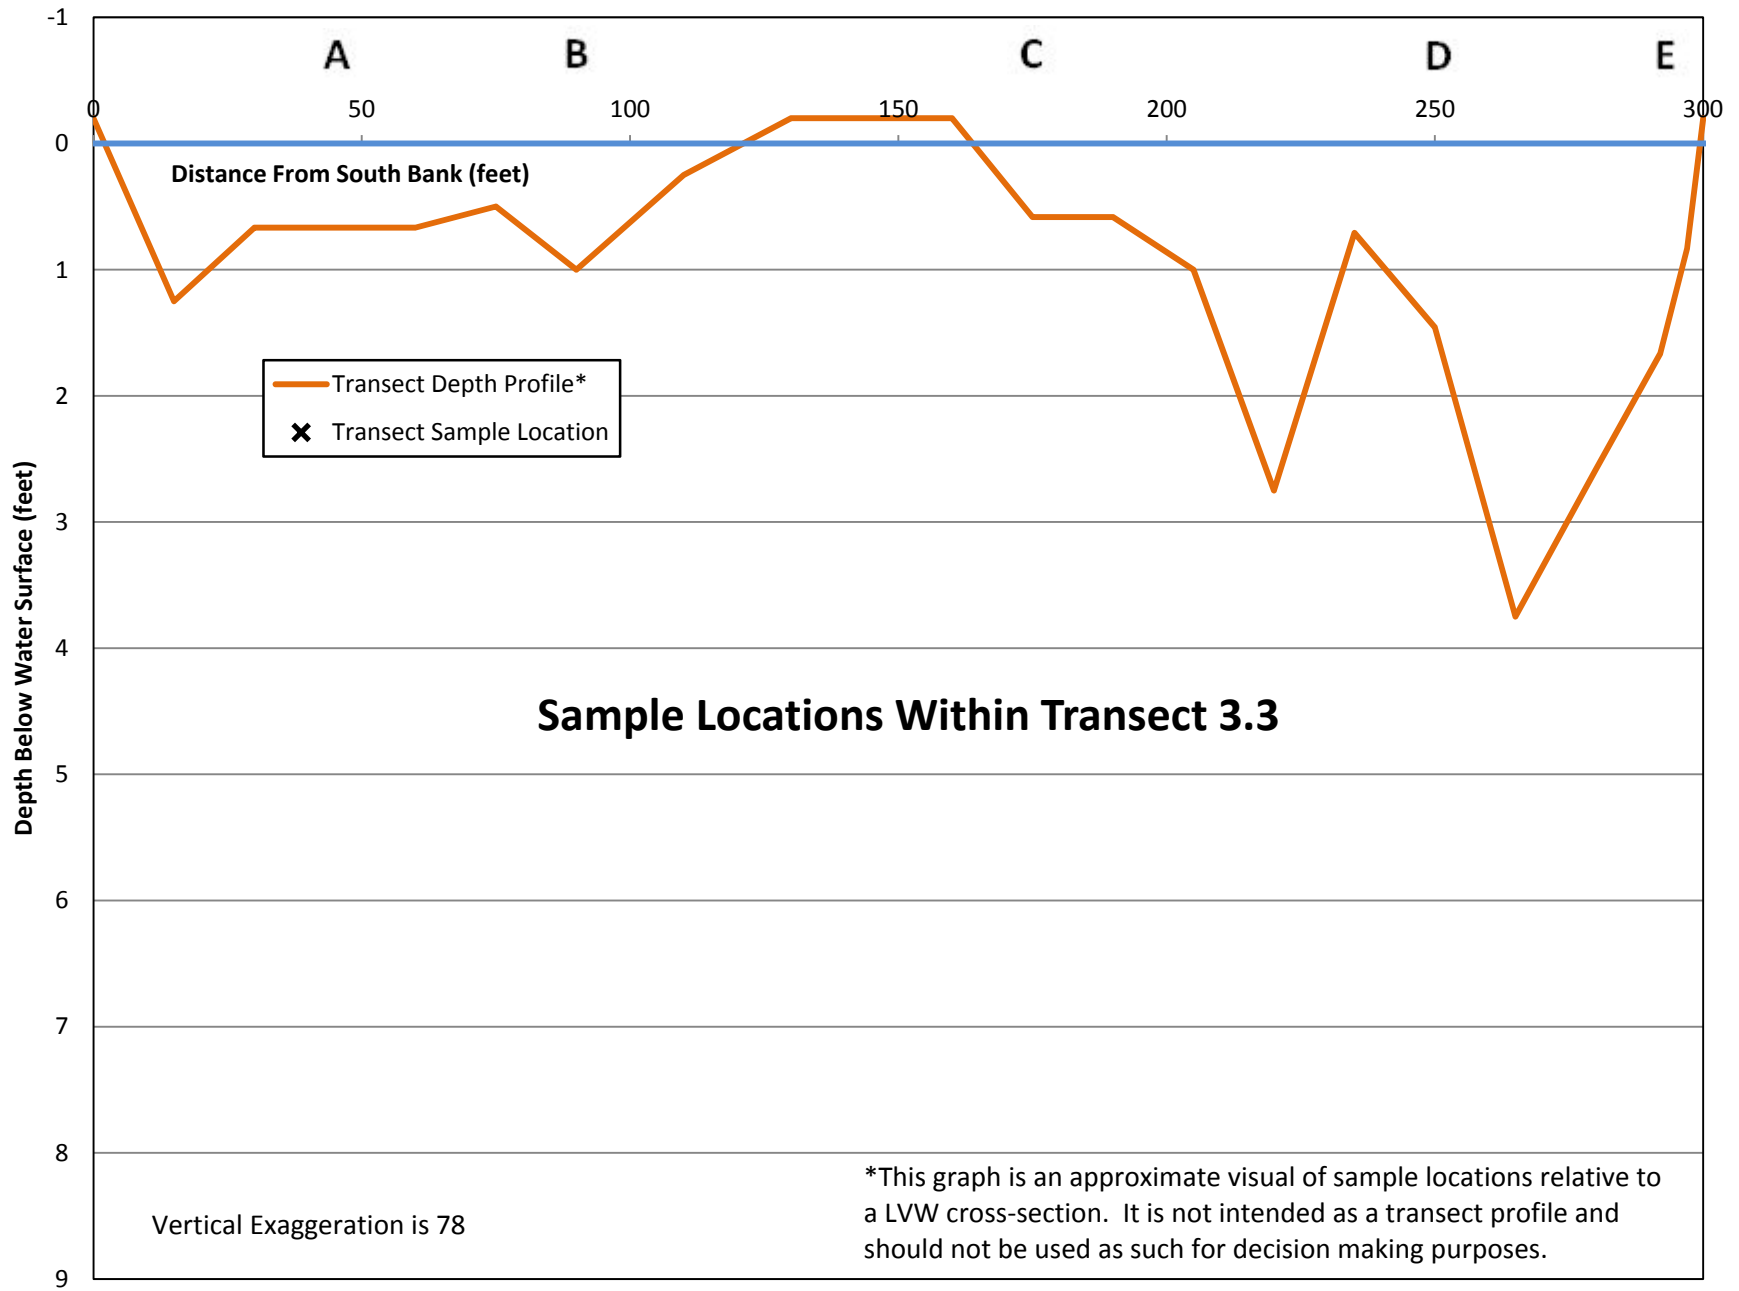 -1
A B C D E
0 50 100 150 200 250 300
0
Distance From South Bank (feet)
1
Transect Depth Profile*
2
Transect Sample Location
Depth Below Water Surface (feet)
3
4
Sample Locations Within Transect 3.3
5
6
7
8
*This graph is an approximate visual of sample locations relative to
a LVW cross-section. It is not intended as a transect profile and
should not be used as such for decision making purposes.
Vertical Exaggeration is 78
9